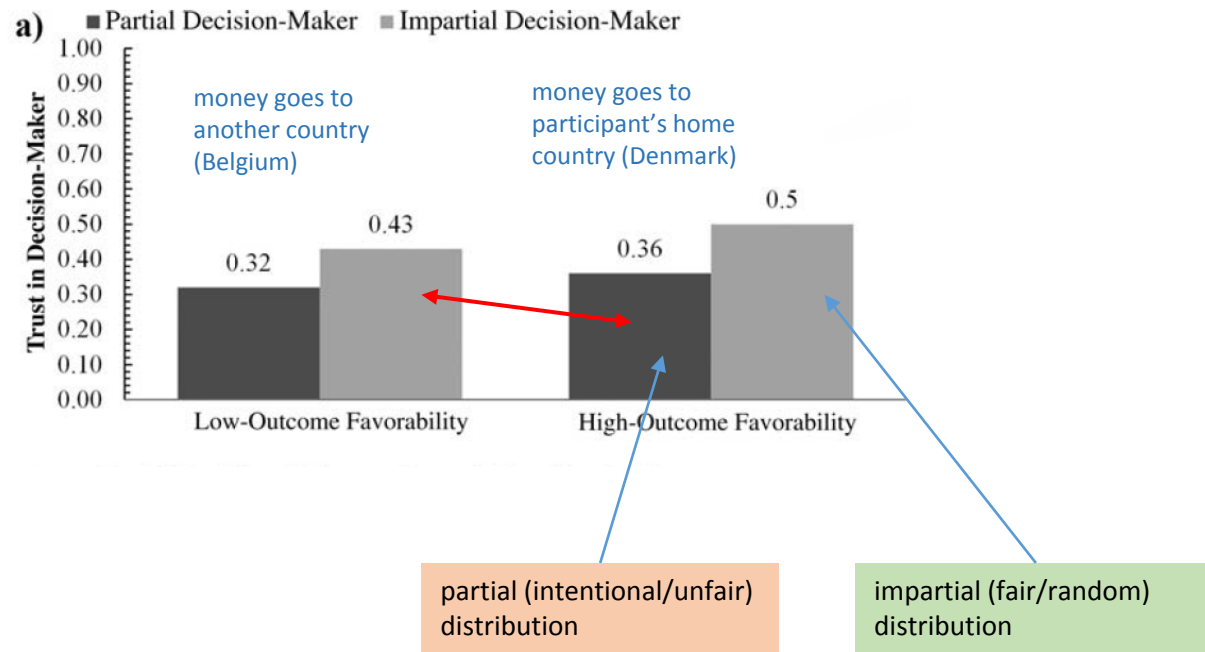 a)
Partial Decision-Maker
Impartial Decision-Maker
Trust in Decision-Maker
1.00
0.90
0.80
0.70
0.60
0.50
0.40
0.30
0.20
0.10
0.00
money goes to
another country
(Belgium)
money goes to
participant’s home
country (Denmark)
0.32
0.43
0.36
0.5
Low-Outcome Favorability
High-Outcome Favorability
partial (intentional/unfair)
distribution
impartial (fair/random)
distribution